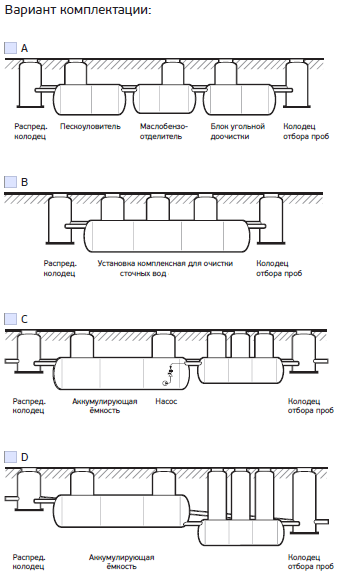 Вариант комплектации:
A
Распред. Пескоуловитель Маслобензо- Блок угольной Колодец
колодец отделитель доочистки отбора проб
B
Распред. Установка комплексная для очистки Колодец
колодец сточных вод отбора проб
C
Распред. Аккумулирующая Насос Колодец
колодец ёмкость отбора проб
D
Распред. Аккумулирующая Колодец
колодец ёмкость отбора проб